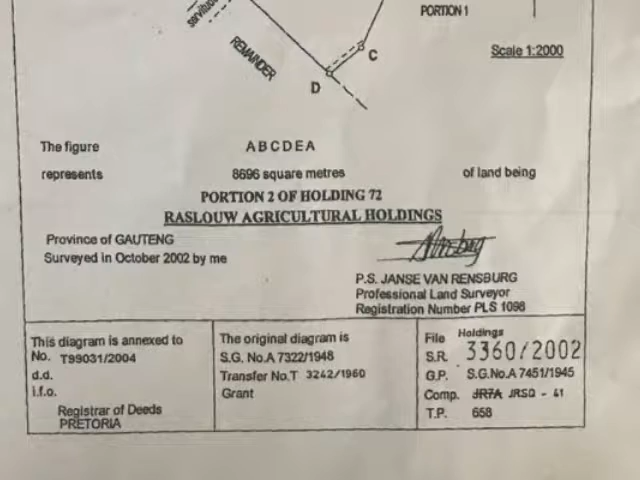 servitude
PORTION 1
REMAINDER
C
D
Scale 1:2000
The figure A B C D E A
represents 8696 square metres of land being
PORTION 2 OF HOLDING 72
RASLOUW AGRICULTURAL HOLDINGS
Province of GAUTENG
Surveyed in October 2002 by me
P.S. JANSE VAN RENSBURG
Professional Land Surveyor
Registration Number PLS 1098
This diagram is annexed to
No. T99031/2004
d.d.
i.f.o.
Registrar of Deeds
PRETORIA
The original diagram is
S.G. No.A 7322/1948
Transfer No.T 3242/1960
Grant
File Holdings
S.R. 3360/2002
G.P. S.G.No.A 7451/1945
Comp. JR7A JRSQ - 41
T.P. 658